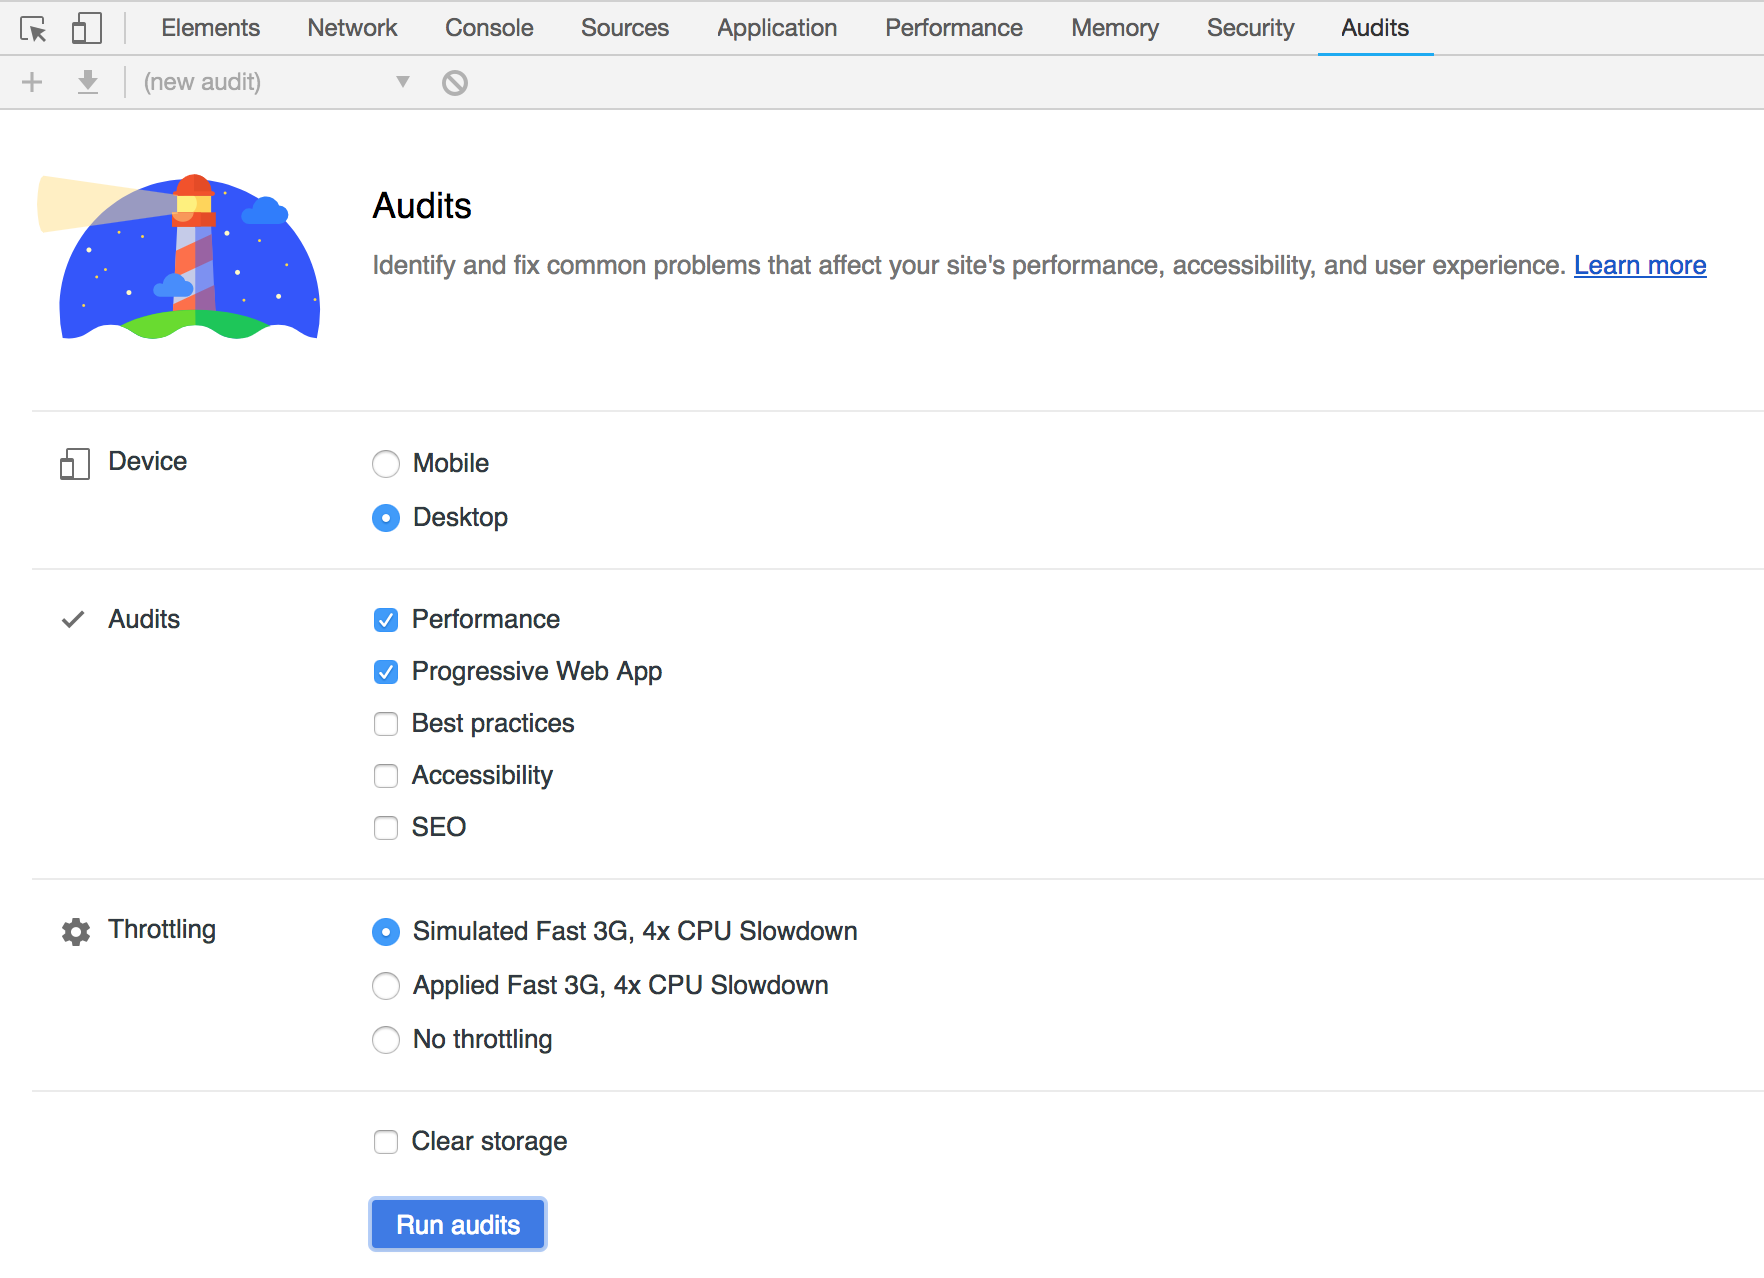 Elements Network Console Sources Application Performance Memory Security Audits
(new audit)
Audits
Identify and fix common problems that affect your site's performance, accessibility, and user experience. Learn more
Device
Mobile
Desktop
Audits
Performance
Progressive Web App
Best practices
Accessibility
SEO
Throttling
Simulated Fast 3G, 4x CPU Slowdown
Applied Fast 3G, 4x CPU Slowdown
No throttling
Clear storage
Run audits